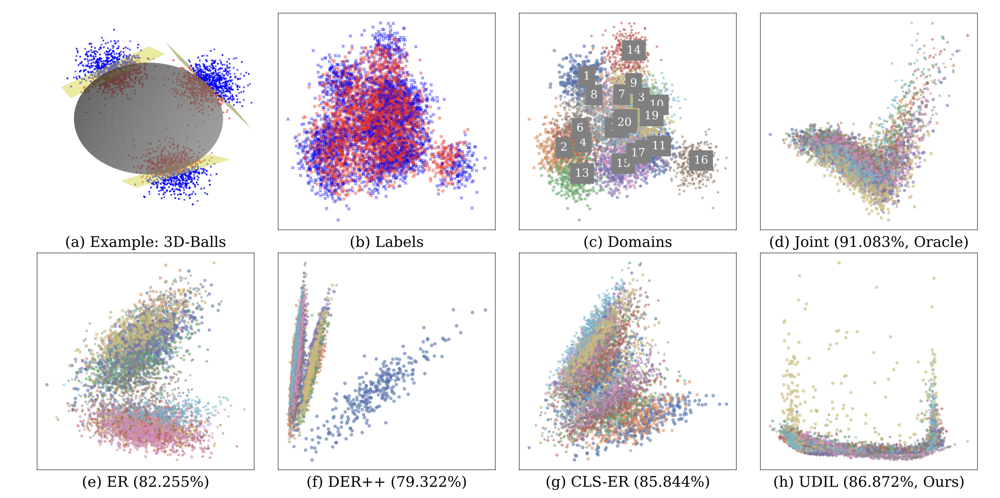 14
1
9
8
7
3
10
19
20
6
4
2
11
17
15
16
13
(a) Example: 3D-Balls
(b) Labels
(c) Domains
(d) Joint (91.083%, Oracle)
(e) ER (82.255%)
(f) DER++ (79.322%)
(g) CLS-ER (85.844%)
(h) UDIL (86.872%, Ours)